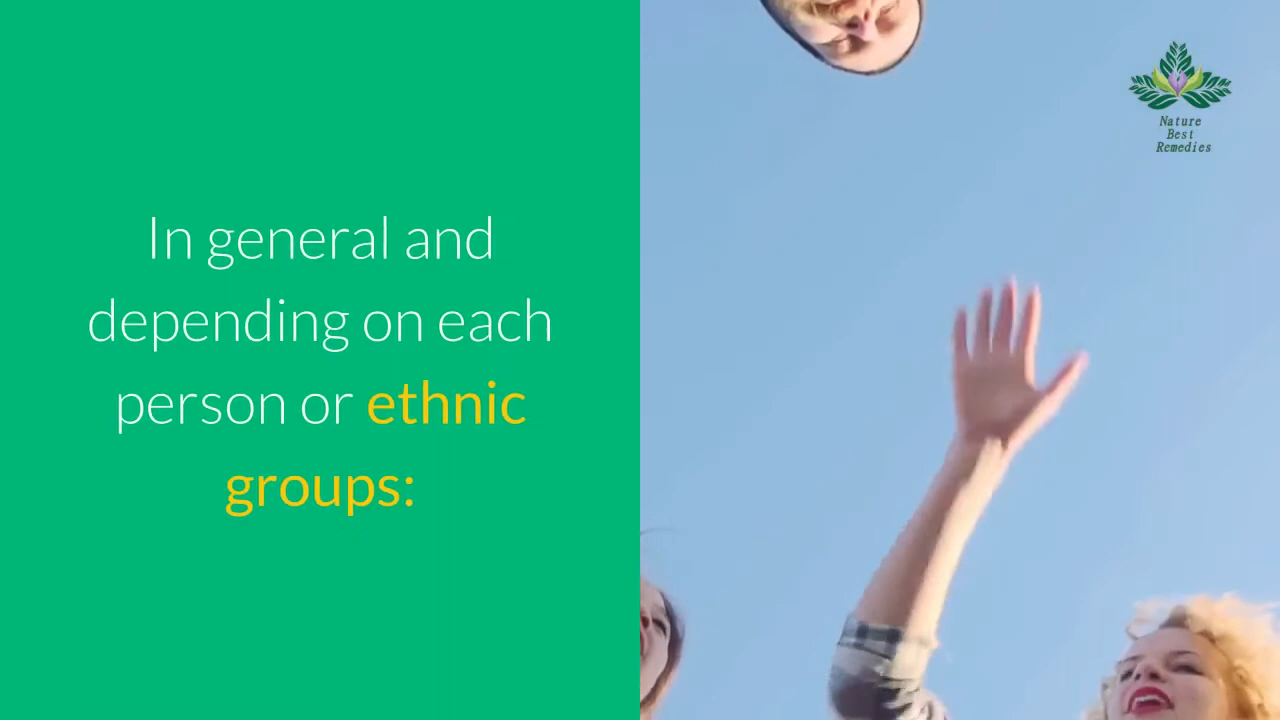 In general and
depending on each
person or ethnic
groups:
Nature
Best
Remedies